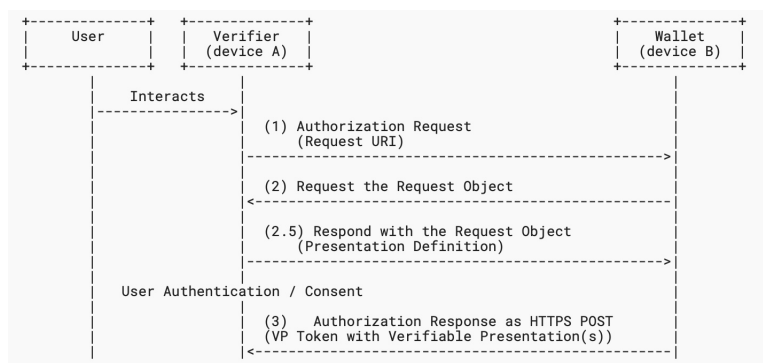 User
Verifier
(device A)
Wallet
(device B)
Interacts
(1) Authorization Request
(Request URI)
(2) Request the Request Object
(2.5) Respond with the Request Object
(Presentation Definition)
User Authentication / Consent
(3) Authorization Response as HTTPS POST
(VP Token with Verifiable Presentation(s))